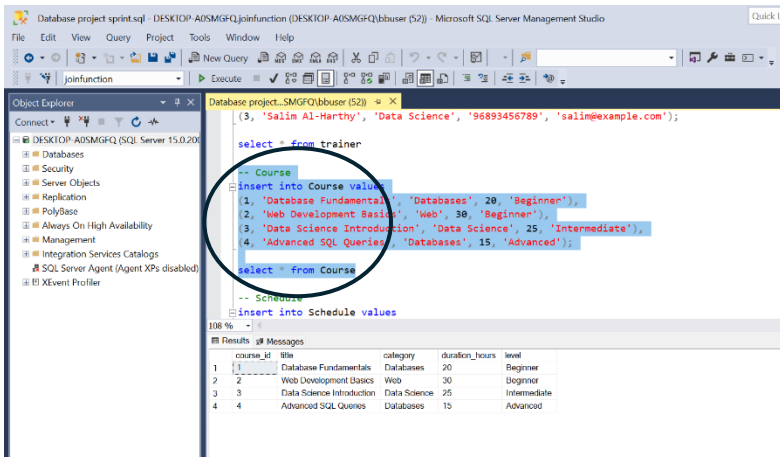 Database project sprint.sql - DESKTOP-A0SMGFQ.joinfunction (DESKTOP-A0SMGFQ\bbuser (52)) - Microsoft SQL Server Management Studio
Quick L
File Edit View Query Project Tools Window Help
New Query MDX DMX XMLA DAX
joinfunction Execute
Object Explorer
Database project...SMGFQ\bbuser (52))
Connect
DESKTOP-A0SMGFQ (SQL Server 15.0.200
Databases
Security
Server Objects
Replication
PolyBase
Always On High Availability
Management
Integration Services Catalogs
SQL Server Agent (Agent XPs disabled)
XEvent Profiler
(3, 'Salim Al-Harthy', 'Data Science', '96893456789', 'salim@example.com');
select * from trainer
-- Course
insert into Course values
(1, 'Database Fundamentals', 'Databases', 20, 'Beginner'),
(2, 'Web Development Basics', 'Web', 30, 'Beginner'),
(3, 'Data Science Introduction', 'Data Science', 25, 'Intermediate'),
(4, 'Advanced SQL Queries', 'Databases', 15, 'Advanced');
select * from Course
-- Schedule
insert into Schedule values
108 %
Results Messages
course_id title category duration_hours level
1 1 Database Fundamentals Databases 20 Beginner
2 2 Web Development Basics Web 30 Beginner
3 3 Data Science Introduction Data Science 25 Intermediate
4 4 Advanced SQL Queries Databases 15 Advanced